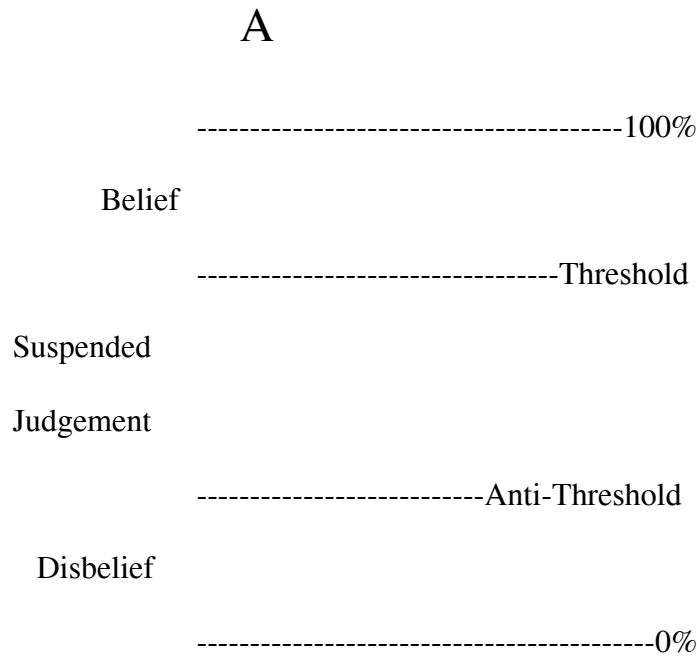 A
----------------------------------------100%
Belief
----------------------------------Threshold
Suspended
Judgement
---------------------------Anti-Threshold
Disbelief
-------------------------------------------0%